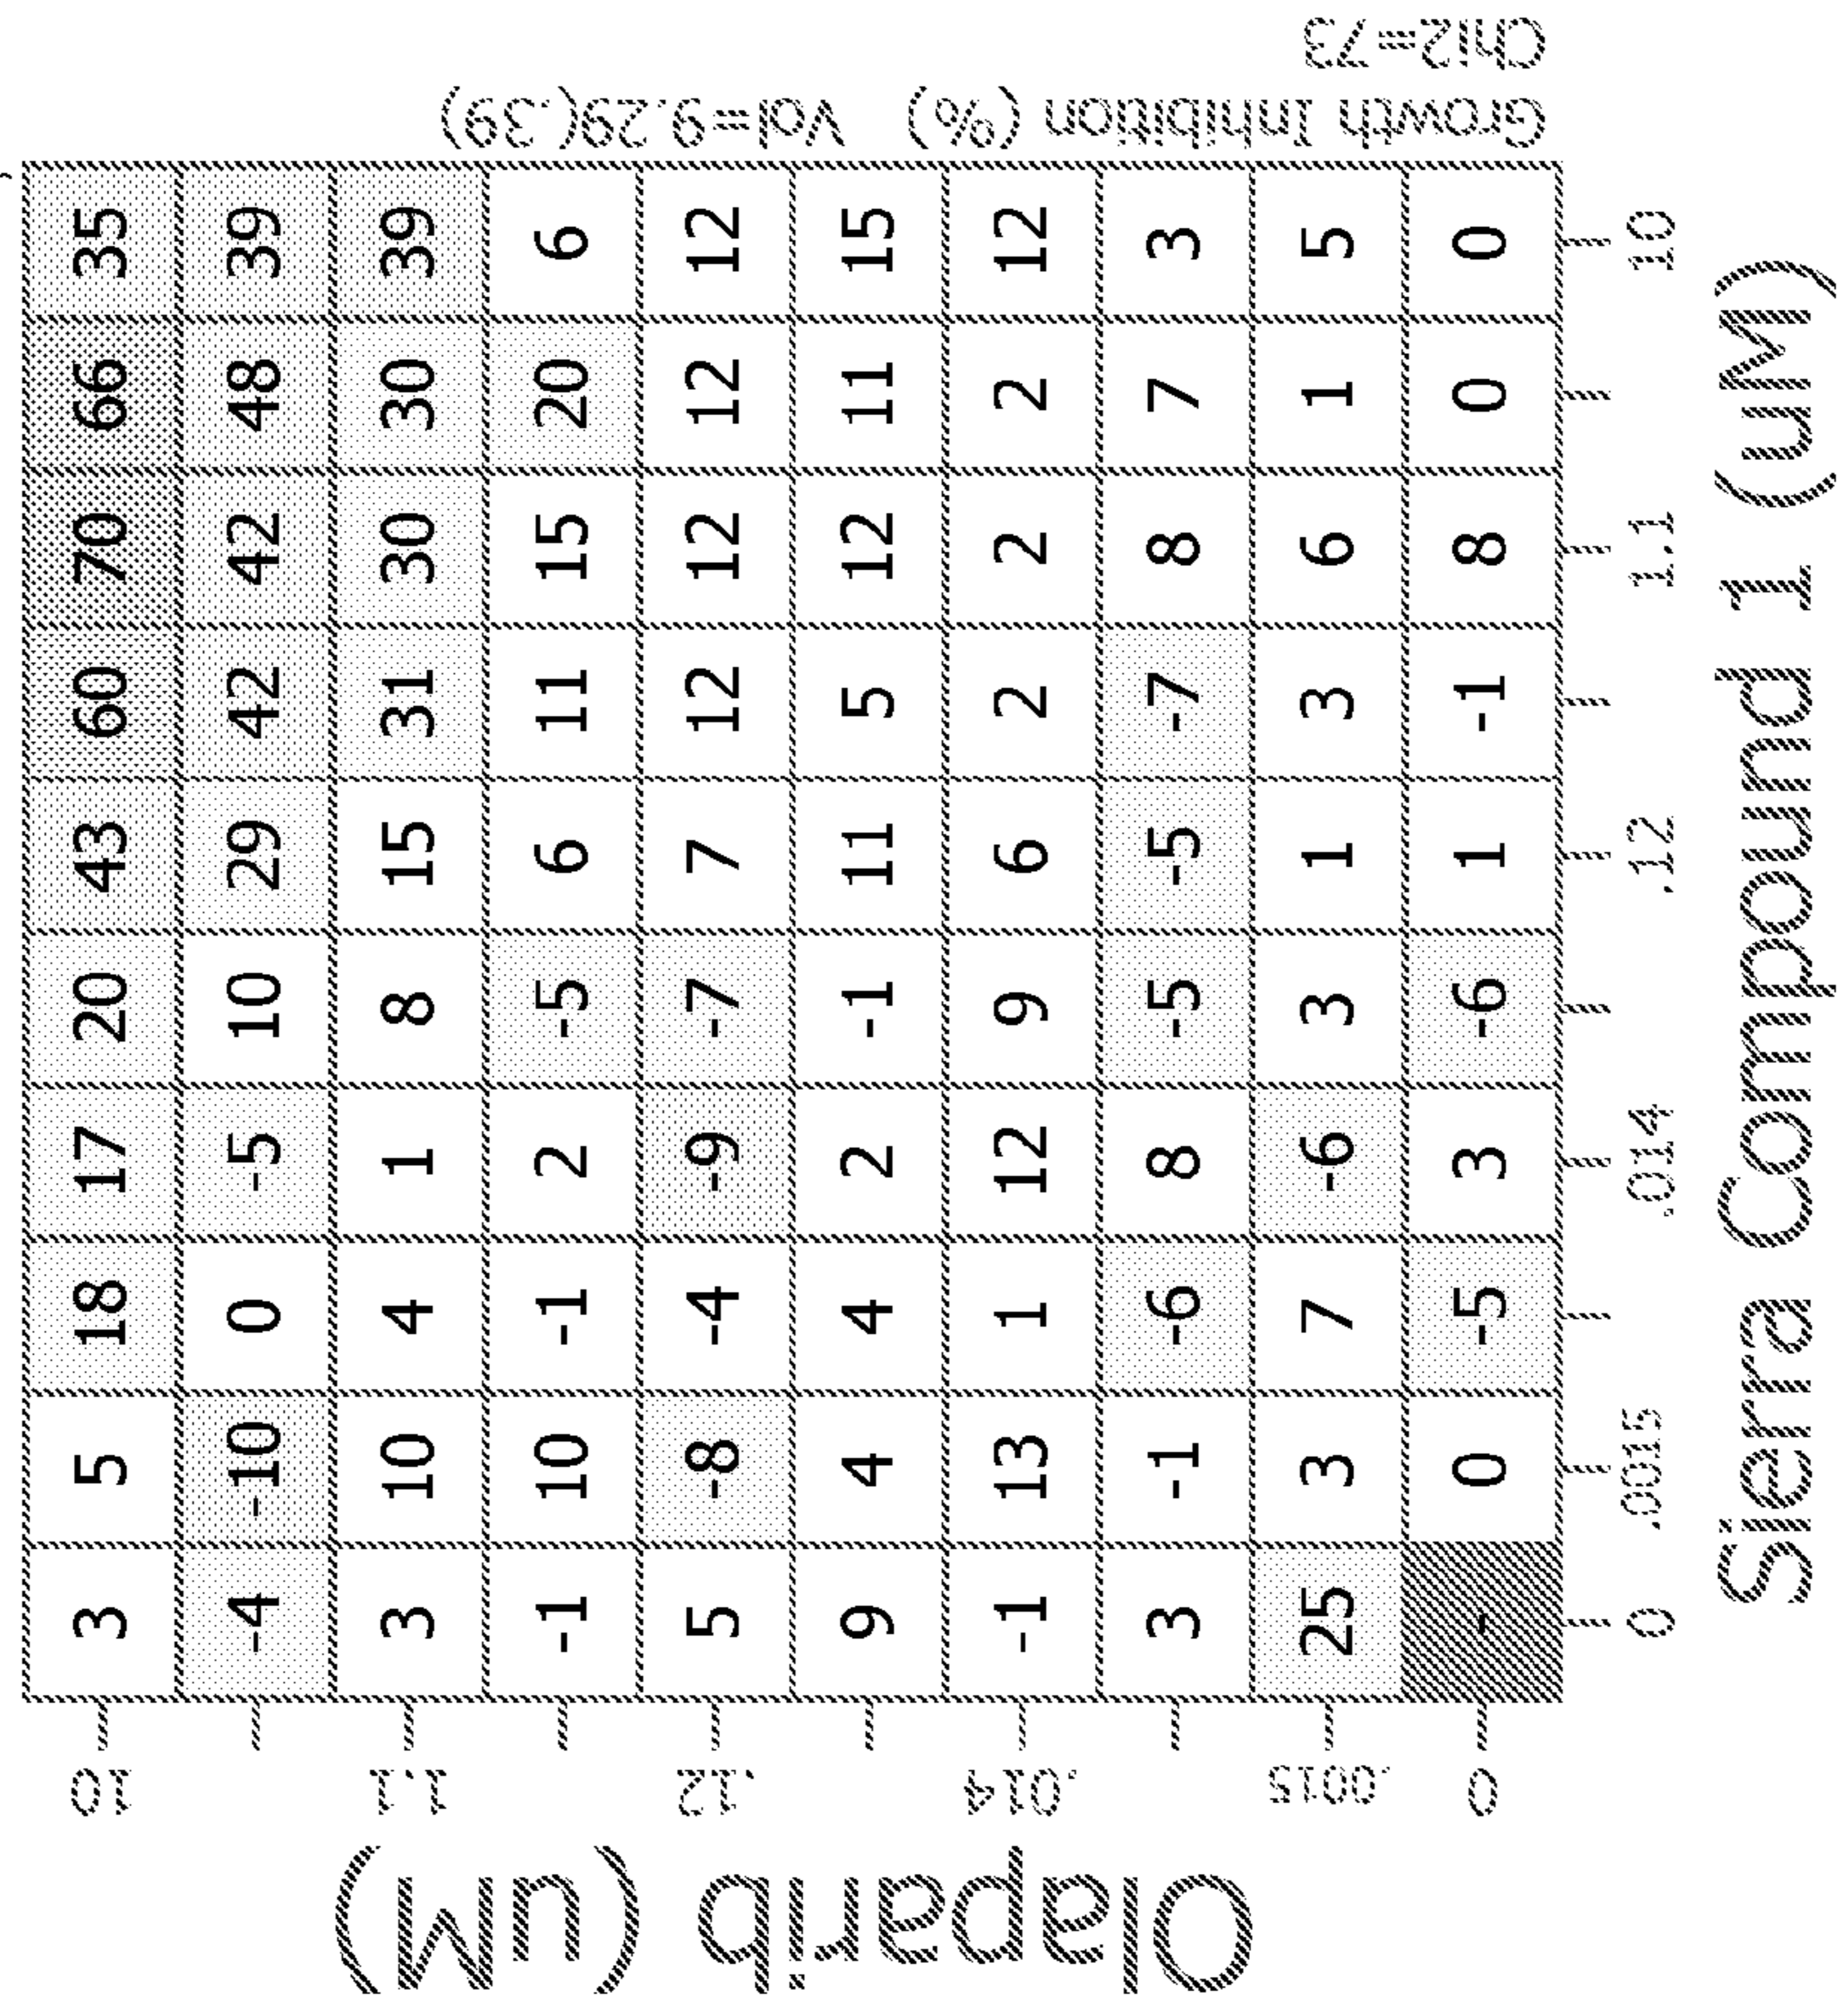 Olaparib (uM)
10 3 5 18 17 20 43 60 70 66 35
-4 -10 0 -5 10 29 42 42 48 39
1.1 3 10 4 1 8 15 31 30 30 39
-1 10 -1 2 -5 6 11 15 20 6
.12 5 -8 -4 -9 -7 7 12 12 12 12
9 4 4 2 -1 11 5 12 11 15
.014 -1 13 1 12 9 6 2 2 2 12
3 -1 -6 8 -5 -5 -7 8 7 3
.0015 25 3 7 -6 3 1 3 6 1 5
0 - 0 -5 3 -6 1 -1 8 0 0
0 .0015 .014 .12 1.1 10
Sierra Compound 1 (uM)
Growth Inhibition (%) Vol=9.29(.39)
Chi2=73